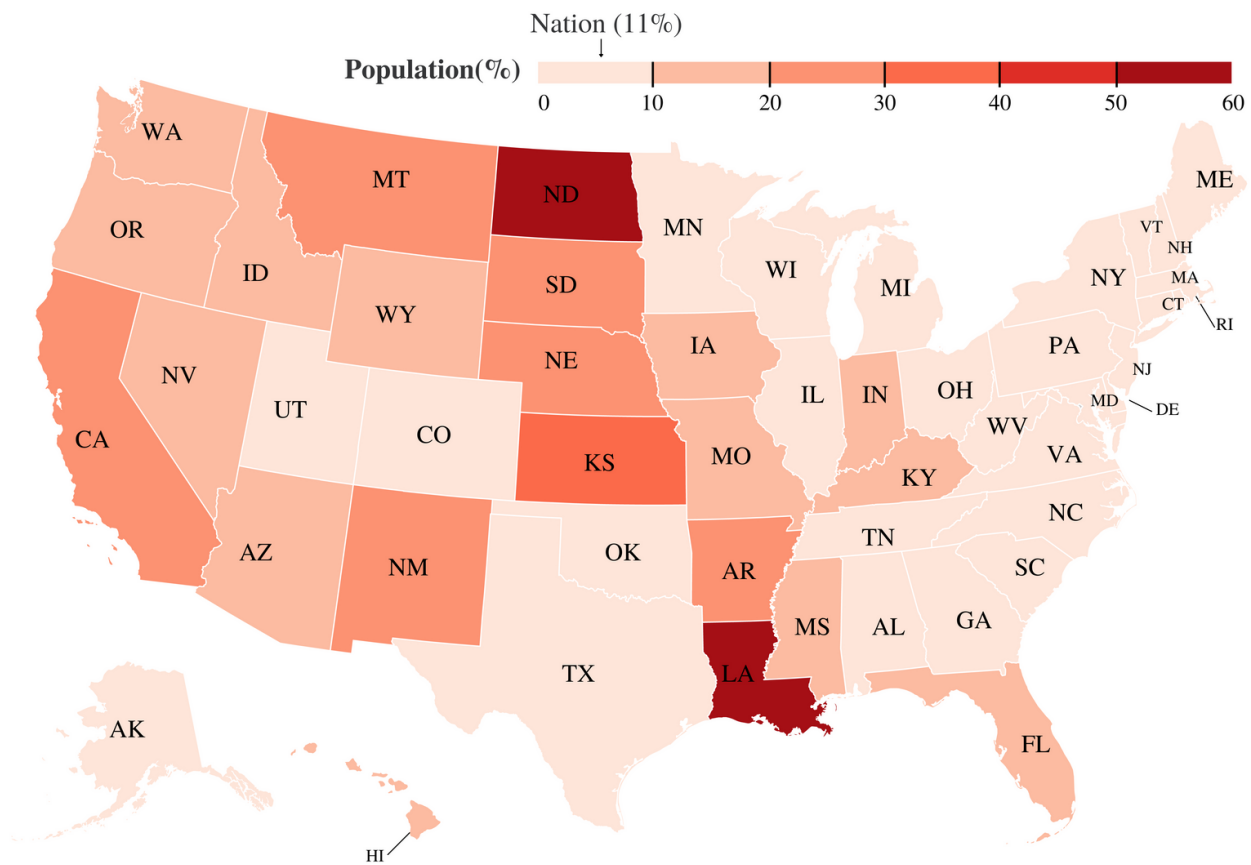 Nation (11%)
Population(%)
0 10 20 30 40 50 60
WA
MT
ND
MN
ME
OR
ID
SD
WI
MI
VT
NH
NY
MA
CT
RI
WY
NE
IA
PA
NV
UT
CO
IL
IN
OH
NJ
MD
DE
WV
CA
KS
MO
KY
VA
AZ
NM
OK
AR
TN
NC
SC
MS
AL
GA
TX
LA
AK
FL
HI